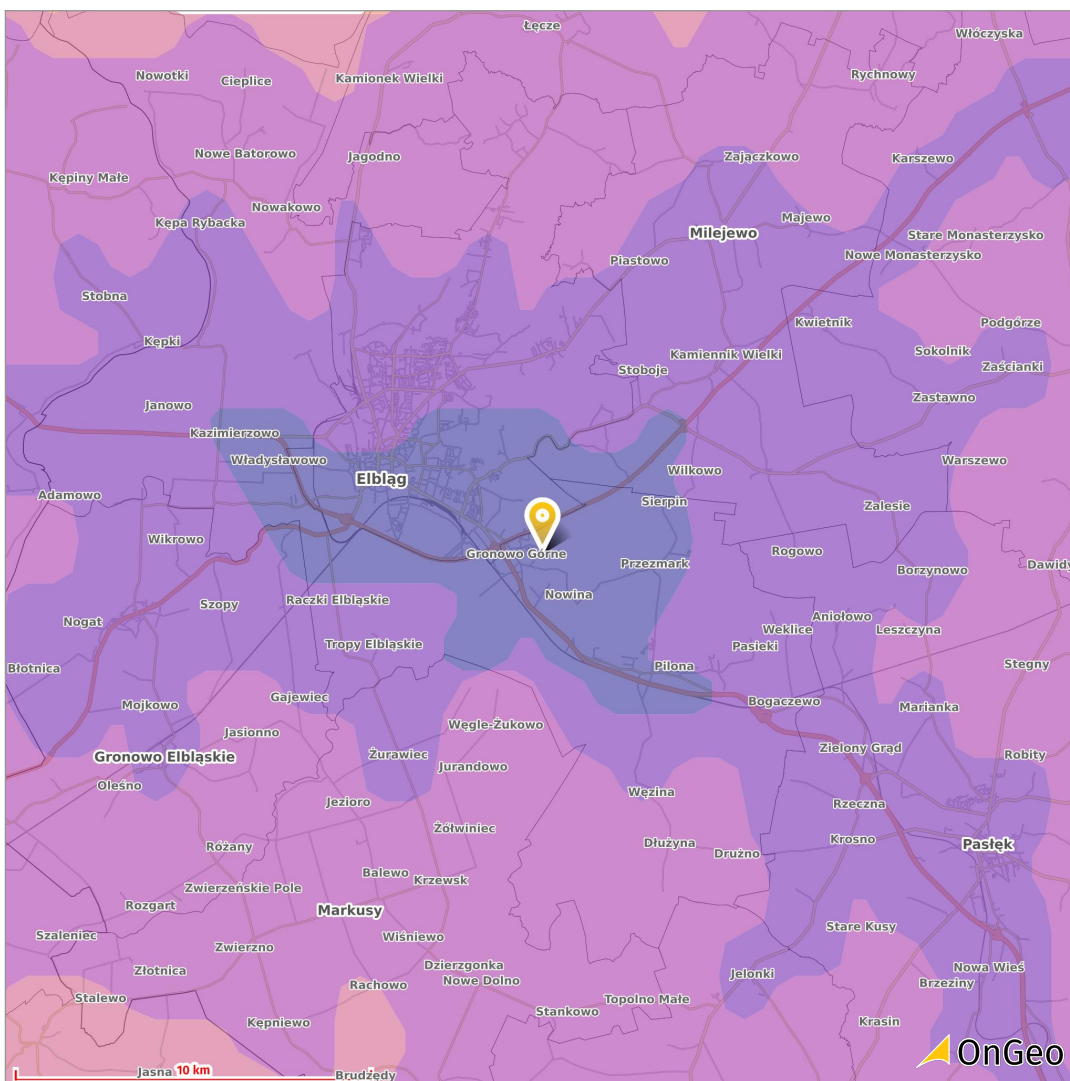 Łęcze
Włóczyska
Nowotki
Cieplice
Kamionek Wielki
Rychnowy
Nowe Batorowo
Jagodno
Zajączkowo
Karszewo
Kępiny Małe
Nowakowo
Kępa Rybacka
Majewo
Milejewo
Stare Monasterzysko
Nowe Monasterzysko
Piastowo
Stobna
Kwietnik
Podgórze
Kępki
Kamiennik Wielki
Sokolnik
Stoboje
Zaścianki
Janowo
Zastawno
Kazimierzowo
Władysławowo
Warszewo
Wilkowo
Elbląg
Adamowo
Sierpin
Zalesie
Wikrowo
Gronowo Górne
Rogowo
Przezmark
Dawidy
Borzynowo
Nowina
Szopy
Raczki Elbląskie
Nogat
Aniołowo
Weklice
Leszczyna
Tropy Elbląskie
Pasieki
Błotnica
Pilona
Stegny
Gajewiec
Bogaczewo
Mojkowo
Marianka
Węgle-Żukowo
Jasionno
Zielony Grąd
Gronowo Elbląskie
Żurawiec
Robity
Jurandowo
Oleśno
Węzina
Jezioro
Rzeczna
Żółwiniec
Krosno
Dłużyna
Pasłęk
Różany
Drużno
Balewo
Krzewsk
Zwierzeńskie Pole
Rozgart
Markusy
Stare Kusy
Szaleniec
Wiśniewo
Zwierzno
Dzierzgonka
Nowa Wieś
Złotnica
Jelonki
Nowe Dolno
Brzeziny
Rachowo
Stalewo
Topolno Małe
Stankowo
Kępniewo
Krasin
OnGeo
Jasna
10 km
Brudzędy